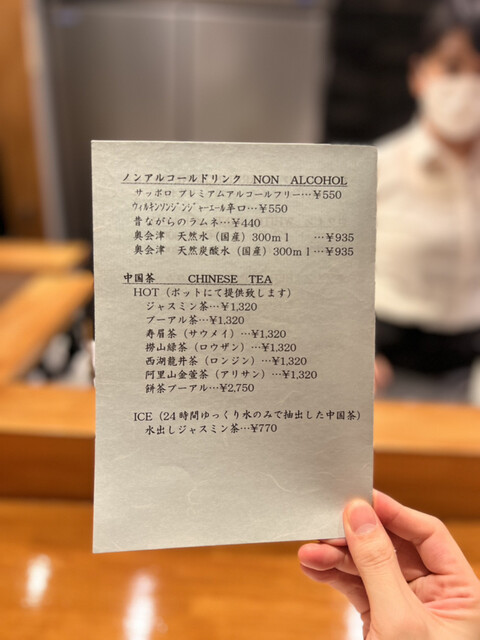 ノンアルコールドリンク NON ALCOHOL
サッポロ プレミアムアルコールフリー…¥550
ウィルキンソンジンジャーエール辛口…¥550
昔ながらのラムネ…¥440
奥会津 天然水（国産）300ml …¥935
奥会津 天然炭酸水（国産）300ml …¥935
中国茶 CHINESE TEA
HOT（ポットにて提供致します）
ジャスミン茶…¥1,320
プーアル茶…¥1,320
寿眉茶（サウメイ）…¥1,320
撈山緑茶（ロウザン）…¥1,320
西湖龍井茶（ロンジン）…¥1,320
阿里山金萱茶（アリサン）…¥1,320
餅茶プーアル…¥2,750
ICE（24時間ゆっくり水のみで抽出した中国茶）
水出しジャスミン茶…¥770